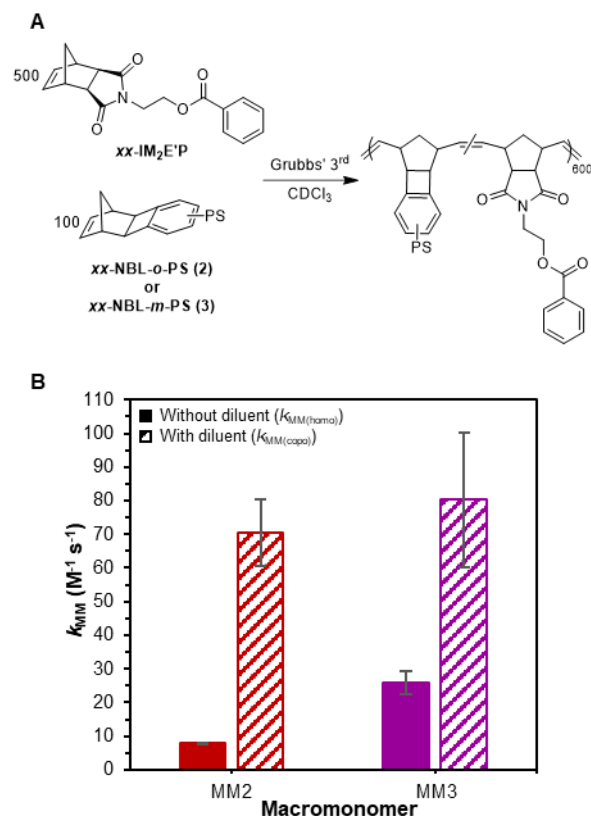 A
500
O
N
O
O
O
xx-IM₂E'P
100
PS
xx-NBL-o-PS (2)
or
xx-NBL-m-PS (3)
Grubbs' 3ʳᵈ
CDCl₃
600
PS
O
N
O
O
O
B
Without diluent (kMM(homo))
With diluent (kMM(copo))
kMM (M⁻¹ s⁻¹)
110
100
90
80
70
60
50
40
30
20
10
0
MM2
MM3
Macromonomer